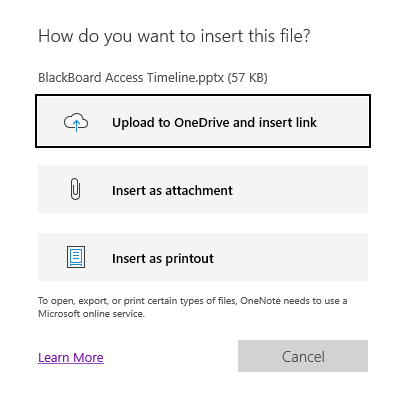 How do you want to insert this file?
BlackBoard Access Timeline.pptx (57 KB)
Upload to OneDrive and insert link
Insert as attachment
Insert as printout
To open, export, or print certain types of files, OneNote needs to use a
Microsoft online service.
Learn More
Cancel